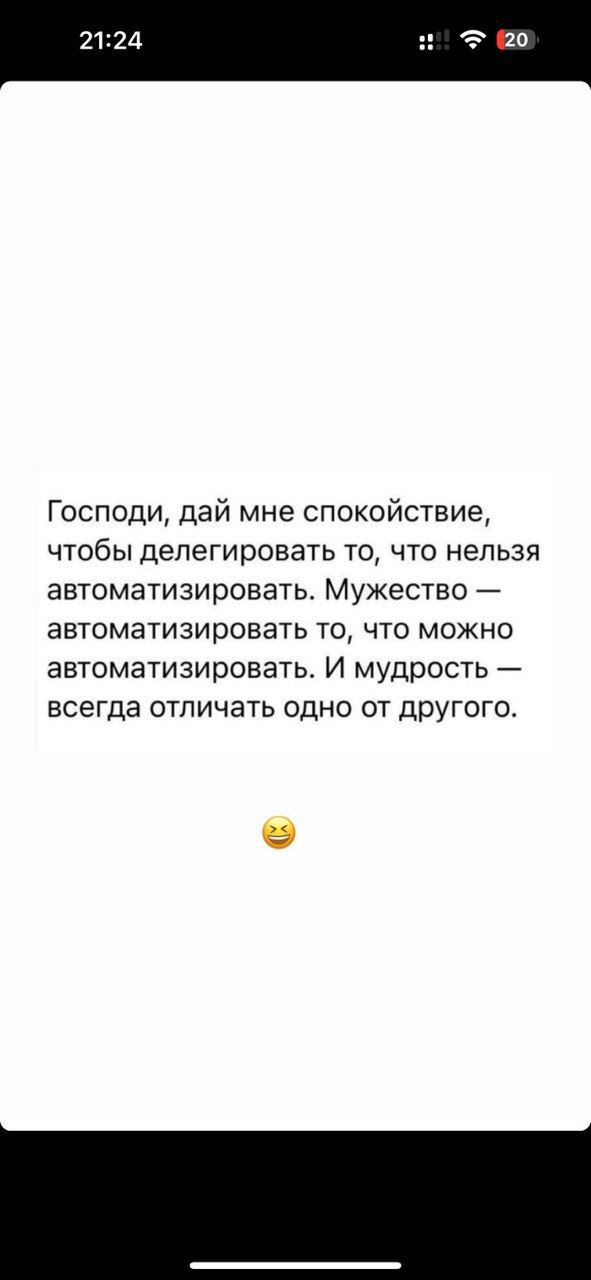 21:24
20
Господи, дай мне спокойствие,
чтобы делегировать то, что нельзя
автоматизировать. Мужество —
автоматизировать то, что можно
автоматизировать. И мудрость —
всегда отличать одно от другого.
😆